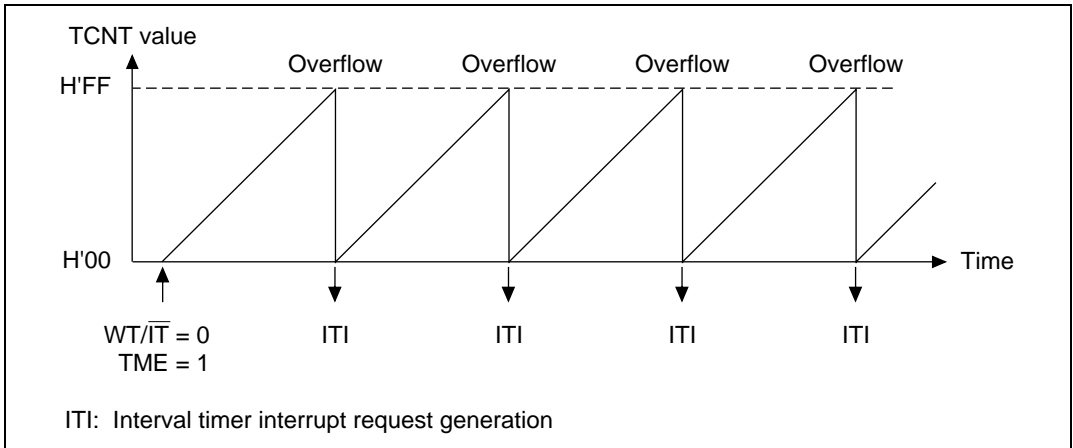 TCNT value
Overflow Overflow Overflow Overflow
H'FF
H'00
Time
WT/I̅T̅ = 0 ITI ITI ITI ITI
TME = 1
ITI: Interval timer interrupt request generation